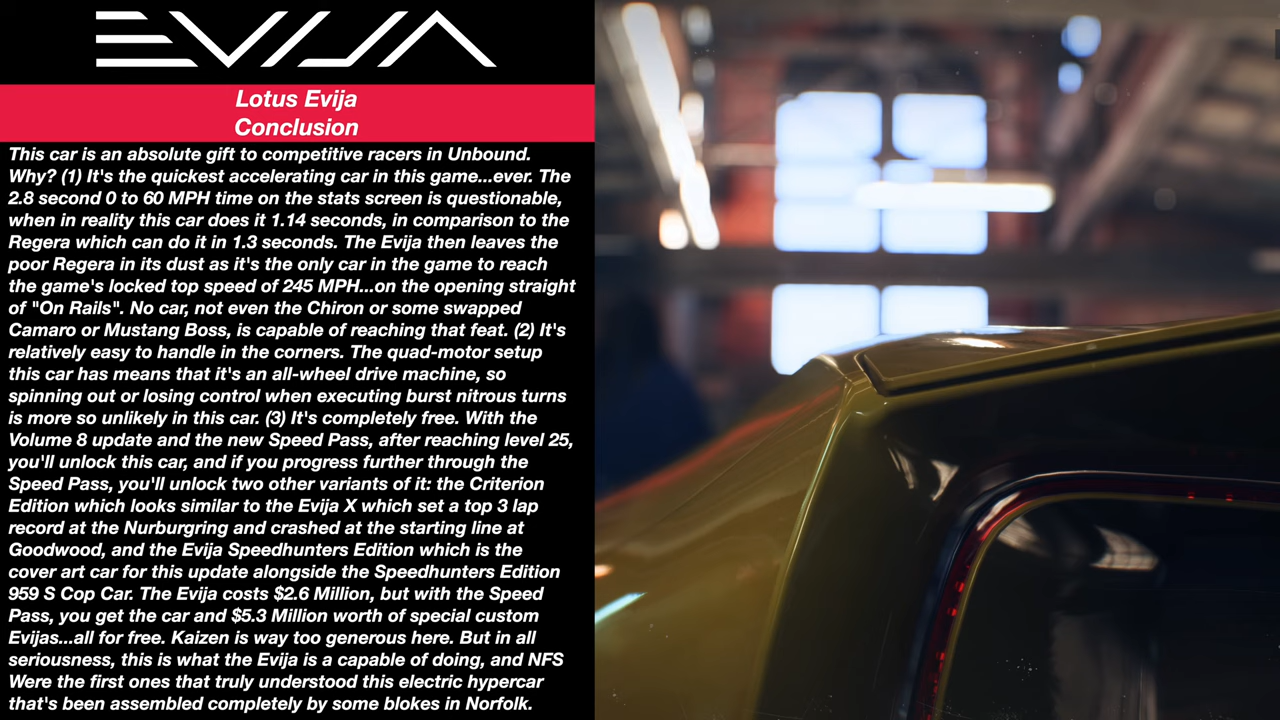 EVIJA
Lotus Evija
Conclusion
This car is an absolute gift to competitive racers in Unbound.
Why? (1) It's the quickest accelerating car in this game...ever. The
2.8 second 0 to 60 MPH time on the stats screen is questionable,
when in reality this car does it 1.14 seconds, in comparison to the
Regera which can do it in 1.3 seconds. The Evija then leaves the
poor Regera in its dust as it's the only car in the game to reach
the game's locked top speed of 245 MPH...on the opening straight
of "On Rails". No car, not even the Chiron or some swapped
Camaro or Mustang Boss, is capable of reaching that feat. (2) It's
relatively easy to handle in the corners. The quad-motor setup
this car has means that it's an all-wheel drive machine, so
spinning out or losing control when executing burst nitrous turns
is more so unlikely in this car. (3) It's completely free. With the
Volume 8 update and the new Speed Pass, after reaching level 25,
you'll unlock this car, and if you progress further through the
Speed Pass, you'll unlock two other variants of it: the Criterion
Edition which looks similar to the Evija X which set a top 3 lap
record at the Nurburgring and crashed at the starting line at
Goodwood, and the Evija Speedhunters Edition which is the
cover art car for this update alongside the Speedhunters Edition
959 S Cop Car. The Evija costs $2.6 Million, but with the Speed
Pass, you get the car and $5.3 Million worth of special custom
Evijas...all for free. Kaizen is way too generous here. But in all
seriousness, this is what the Evija is a capable of doing, and NFS
Were the first ones that truly understood this electric hypercar
that's been assembled completely by some blokes in Norfolk.